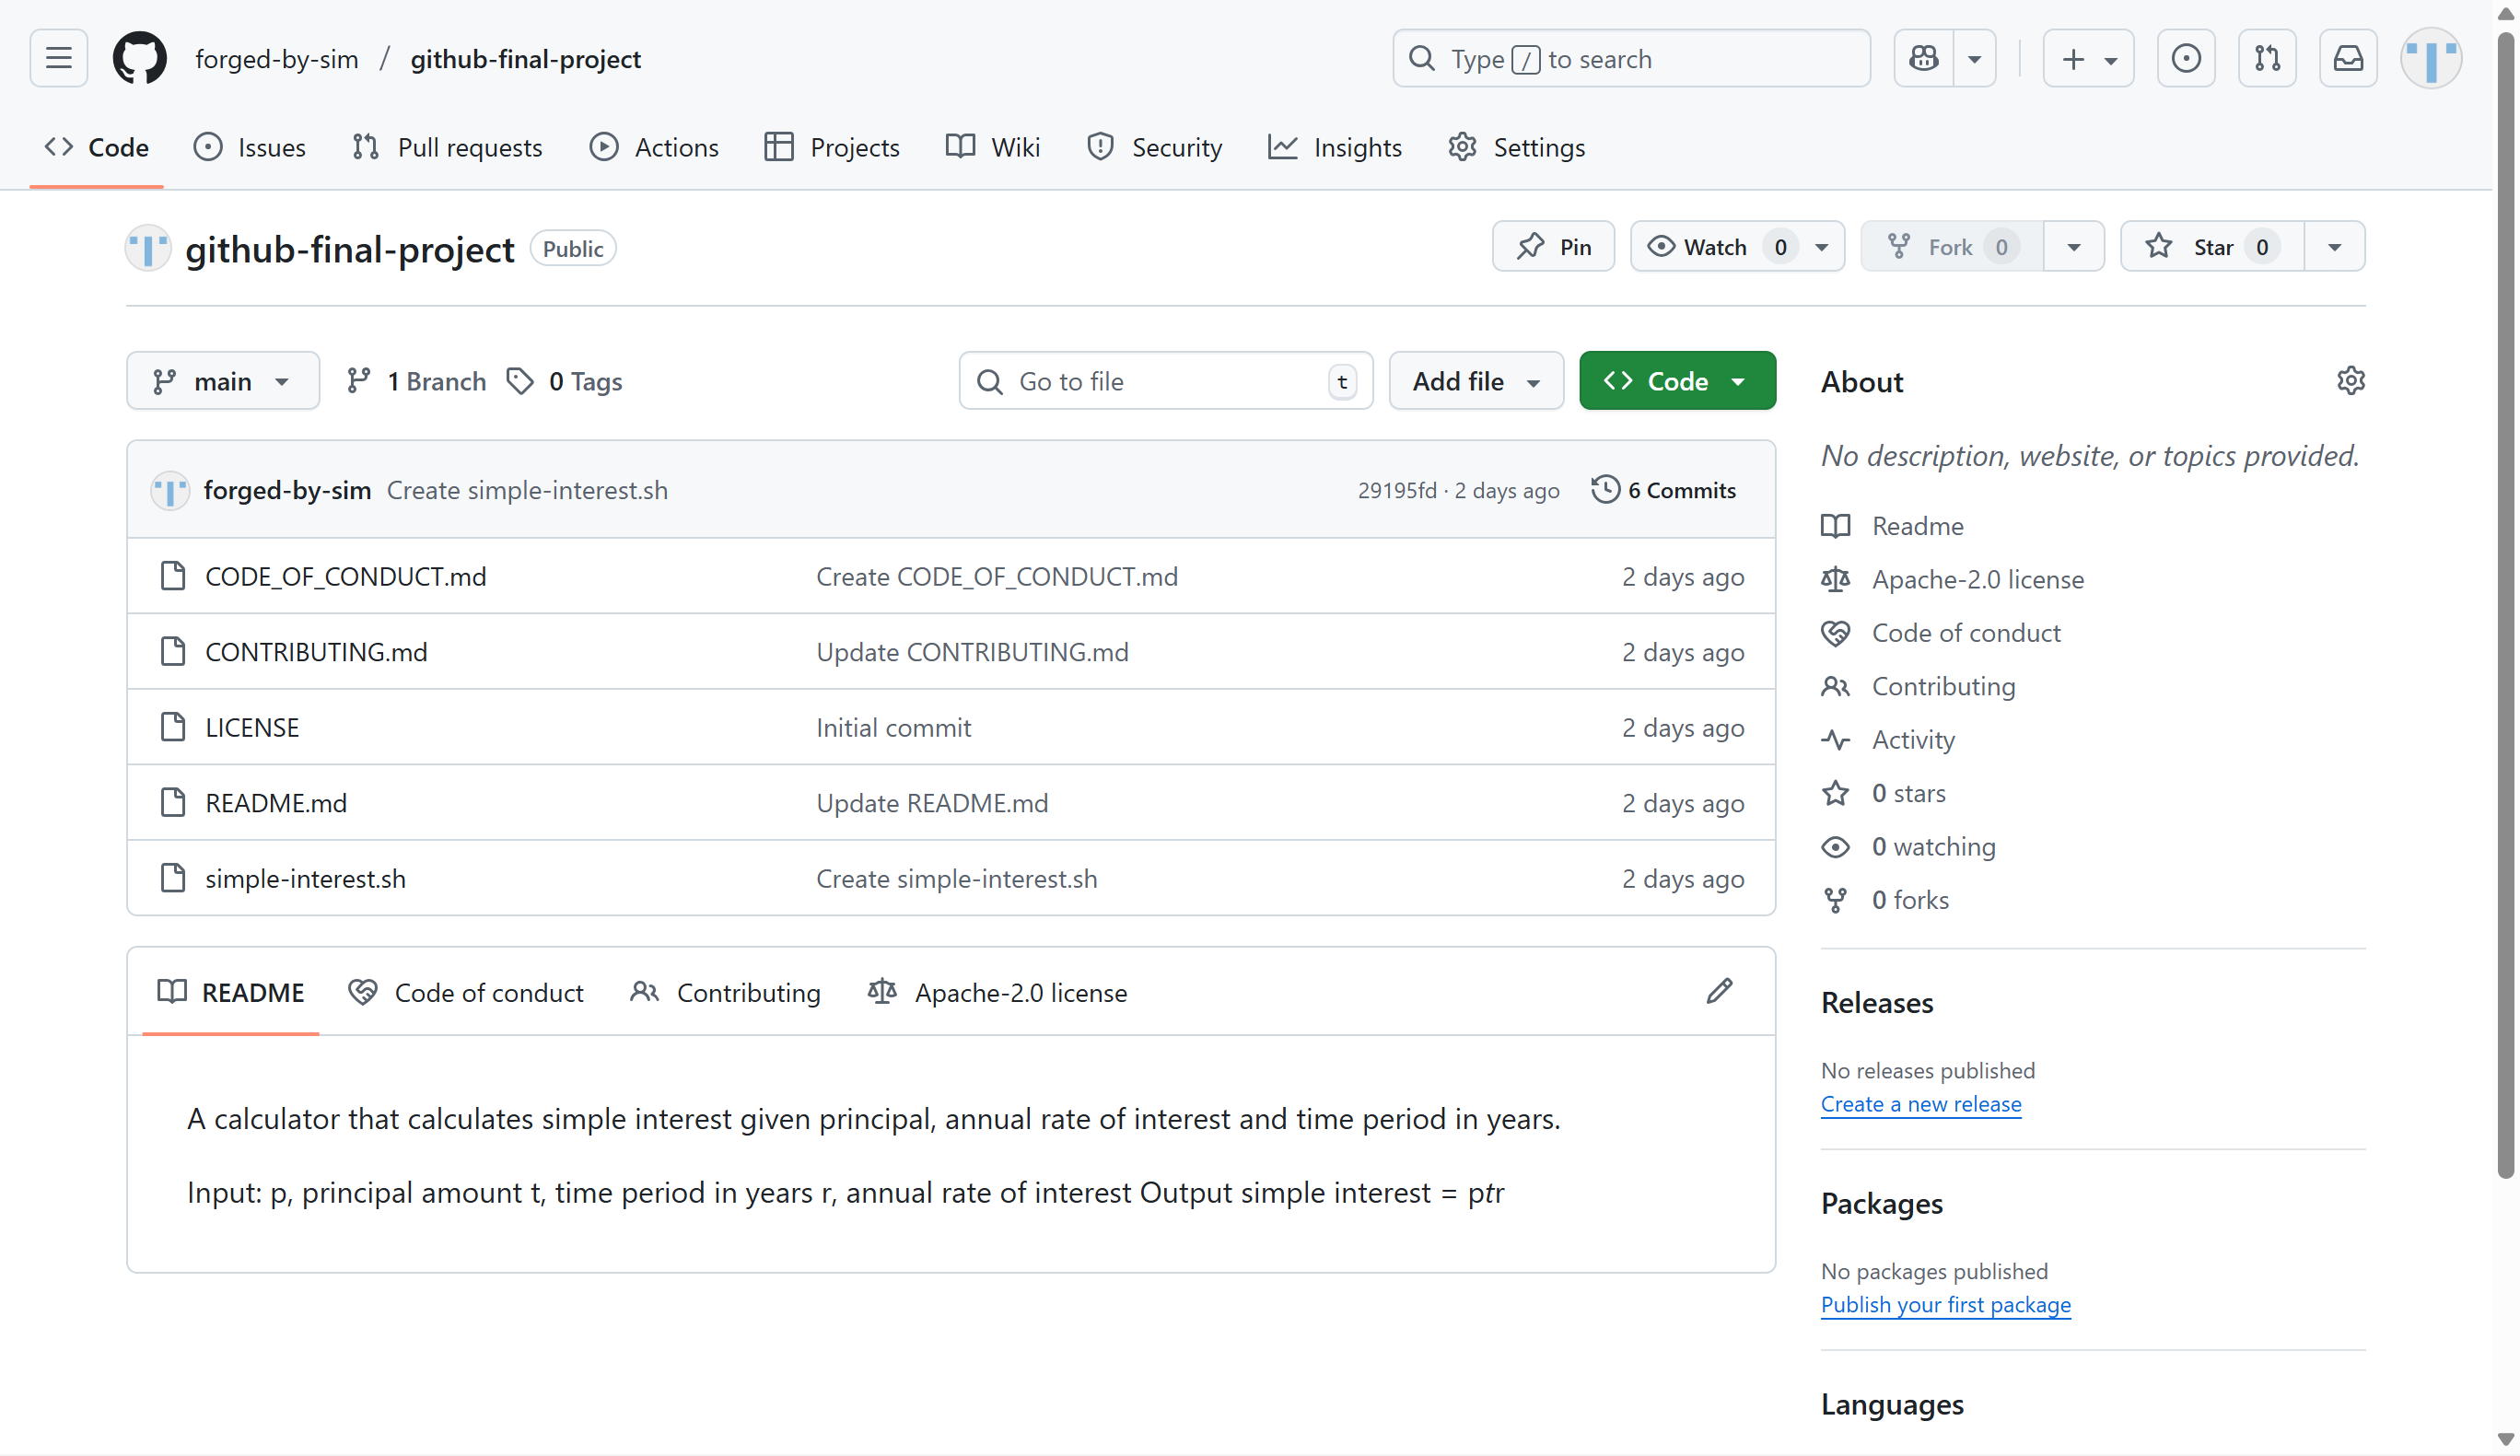 forged-by-sim / github-final-project
Type / to search
Code Issues Pull requests Actions Projects Wiki Security Insights Settings
github-final-project Public
Pin Watch 0 Fork 0 Star 0
main 1 Branch 0 Tags Go to file t Add file Code
forged-by-sim Create simple-interest.sh 29195fd · 2 days ago 6 Commits
CODE_OF_CONDUCT.md Create CODE_OF_CONDUCT.md 2 days ago
CONTRIBUTING.md Update CONTRIBUTING.md 2 days ago
LICENSE Initial commit 2 days ago
README.md Update README.md 2 days ago
simple-interest.sh Create simple-interest.sh 2 days ago
README Code of conduct Contributing Apache-2.0 license
A calculator that calculates simple interest given principal, annual rate of interest and time period in years.
Input: p, principal amount t, time period in years r, annual rate of interest Output simple interest = ptr
About
No description, website, or topics provided.
Readme
Apache-2.0 license
Code of conduct
Contributing
Activity
0 stars
0 watching
0 forks
Releases
No releases published
Create a new release
Packages
No packages published
Publish your first package
Languages